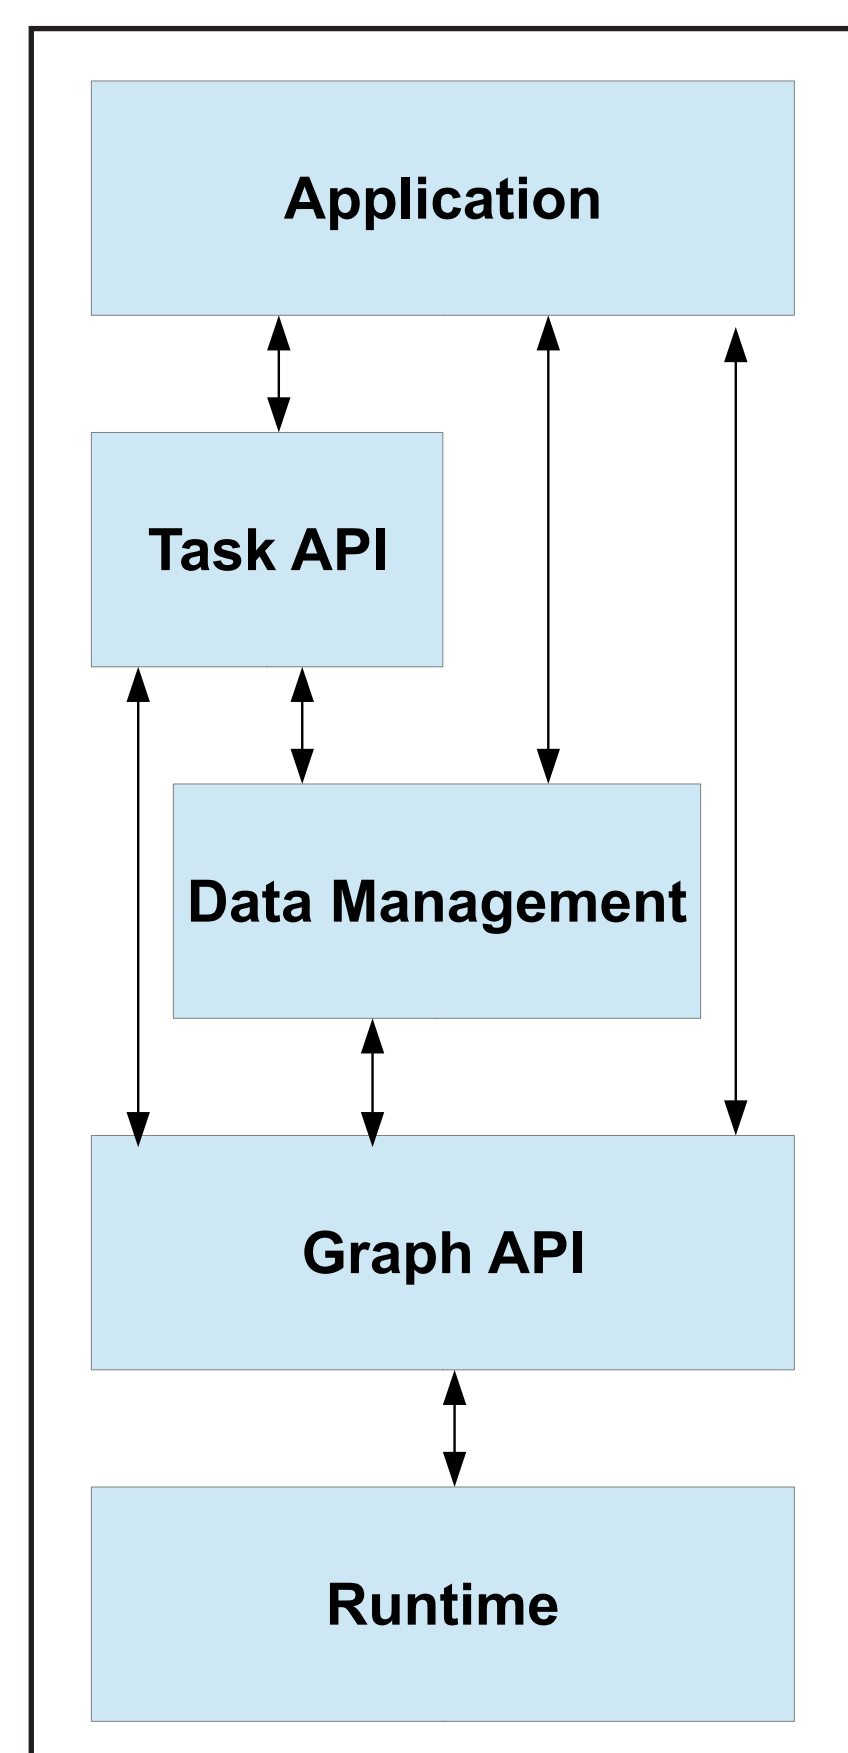 Application
Task API
Data Management
Graph API
Runtime